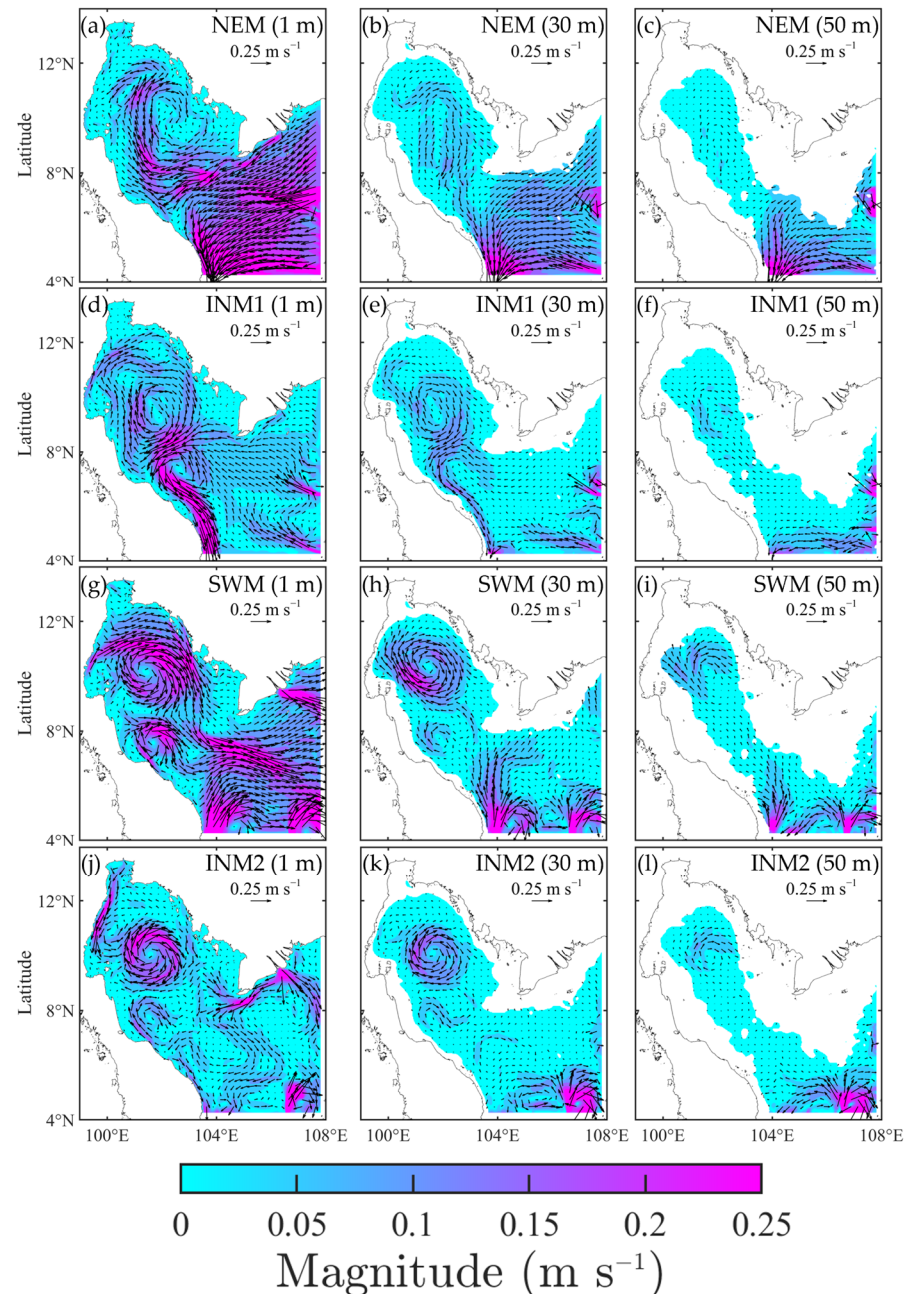 (a) NEM (1 m)
0.25 m s⁻¹
(b) NEM (30 m)
0.25 m s⁻¹
(c) NEM (50 m)
0.25 m s⁻¹
12°N
8°N
4°N
Latitude
(d) INM1 (1 m)
0.25 m s⁻¹
(e) INM1 (30 m)
0.25 m s⁻¹
(f) INM1 (50 m)
0.25 m s⁻¹
12°N
8°N
4°N
Latitude
(g) SWM (1 m)
0.25 m s⁻¹
(h) SWM (30 m)
0.25 m s⁻¹
(i) SWM (50 m)
0.25 m s⁻¹
12°N
8°N
4°N
Latitude
(j) INM2 (1 m)
0.25 m s⁻¹
(k) INM2 (30 m)
0.25 m s⁻¹
(l) INM2 (50 m)
0.25 m s⁻¹
12°N
8°N
4°N
Latitude
100°E 104°E 108°E
100°E 104°E 108°E
100°E 104°E 108°E
0 0.05 0.1 0.15 0.2 0.25
Magnitude (m s⁻¹)